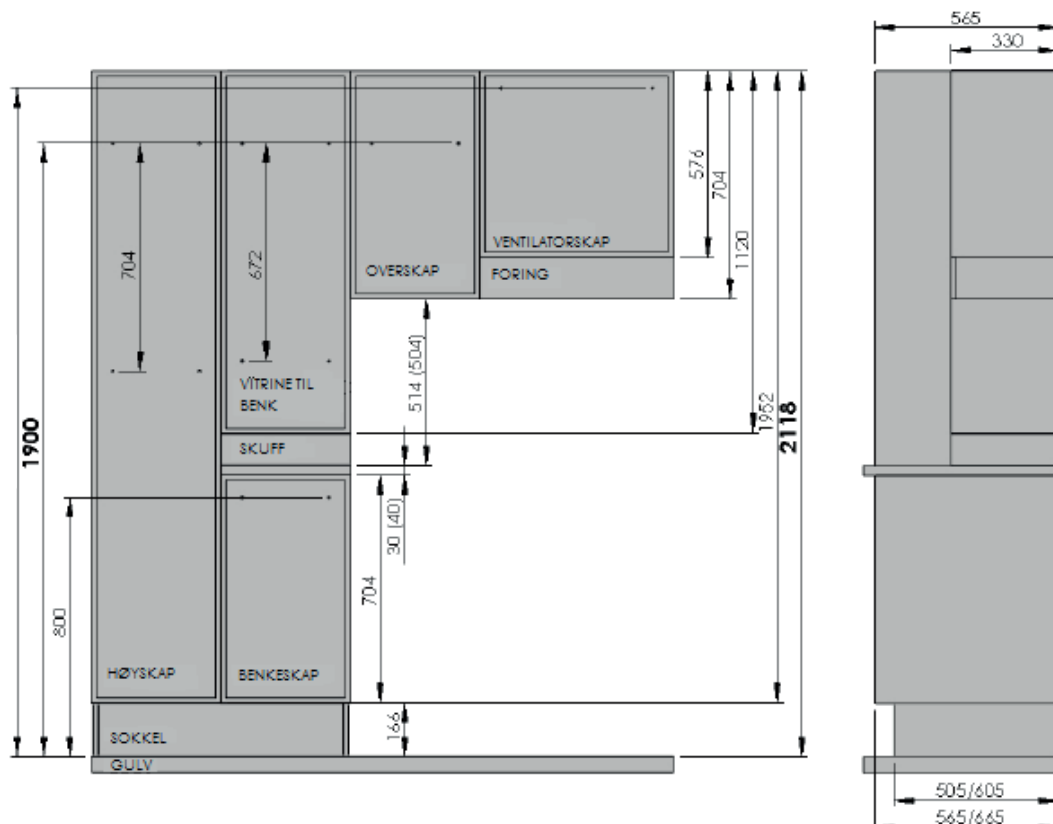 565
330
576
704
1120
VENTILATORSKAP
OVERSKAP
FORING
704
672
514 (504)
VITRINE TIL
BENK
SKUFF
1952
2118
1900
30 (40)
704
800
HØYSKAP
BENKESKAP
166
SOKKEL
GULV
505/605
565/665